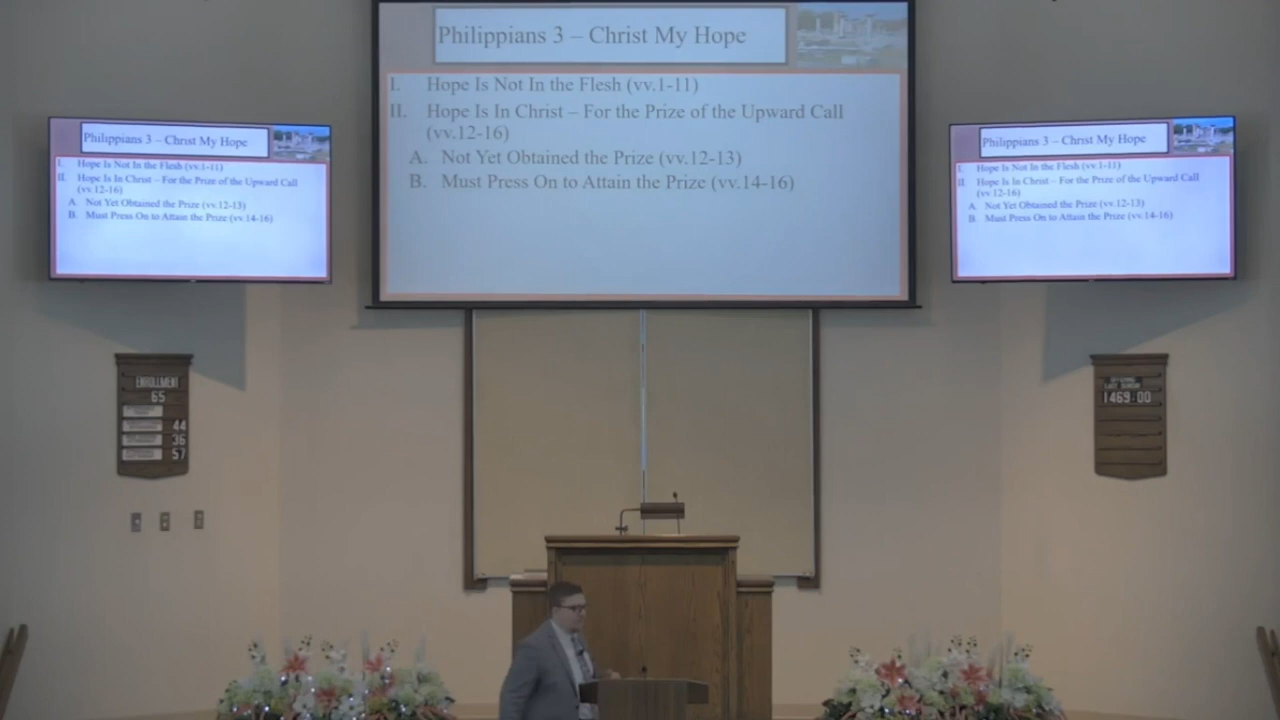 Philippians 3 – Christ My Hope
I. Hope Is Not In the Flesh (vv.1-11)
II. Hope Is In Christ – For the Prize of the Upward Call
(vv.12-16)
A. Not Yet Obtained the Prize (vv.12-13)
B. Must Press On to Attain the Prize (vv.14-16)
Philippians 3 – Christ My Hope
I. Hope Is Not In the Flesh (vv.1-11)
II. Hope Is In Christ – For the Prize of the Upward Call
(vv.12-16)
A. Not Yet Obtained the Prize (vv.12-13)
B. Must Press On to Attain the Prize (vv.14-16)
Philippians 3 – Christ My Hope
I. Hope Is Not In the Flesh (vv.1-11)
II. Hope Is In Christ – For the Prize of the Upward Call
(vv.12-16)
A. Not Yet Obtained the Prize (vv.12-13)
B. Must Press On to Attain the Prize (vv.14-16)
ENROLLMENT
65
44
36
57
LAST SUNDAY
1469.00